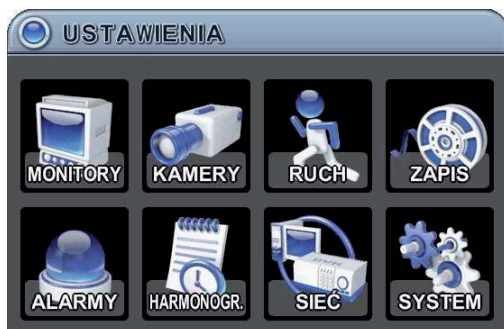 USTAWIENIA
MONITORY KAMERY RUCH ZAPIS
ALARMY HARMONOGR. SIEĆ SYSTEM